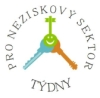 PRO NEZISKOVÝ SEKTOR
TÝDNY